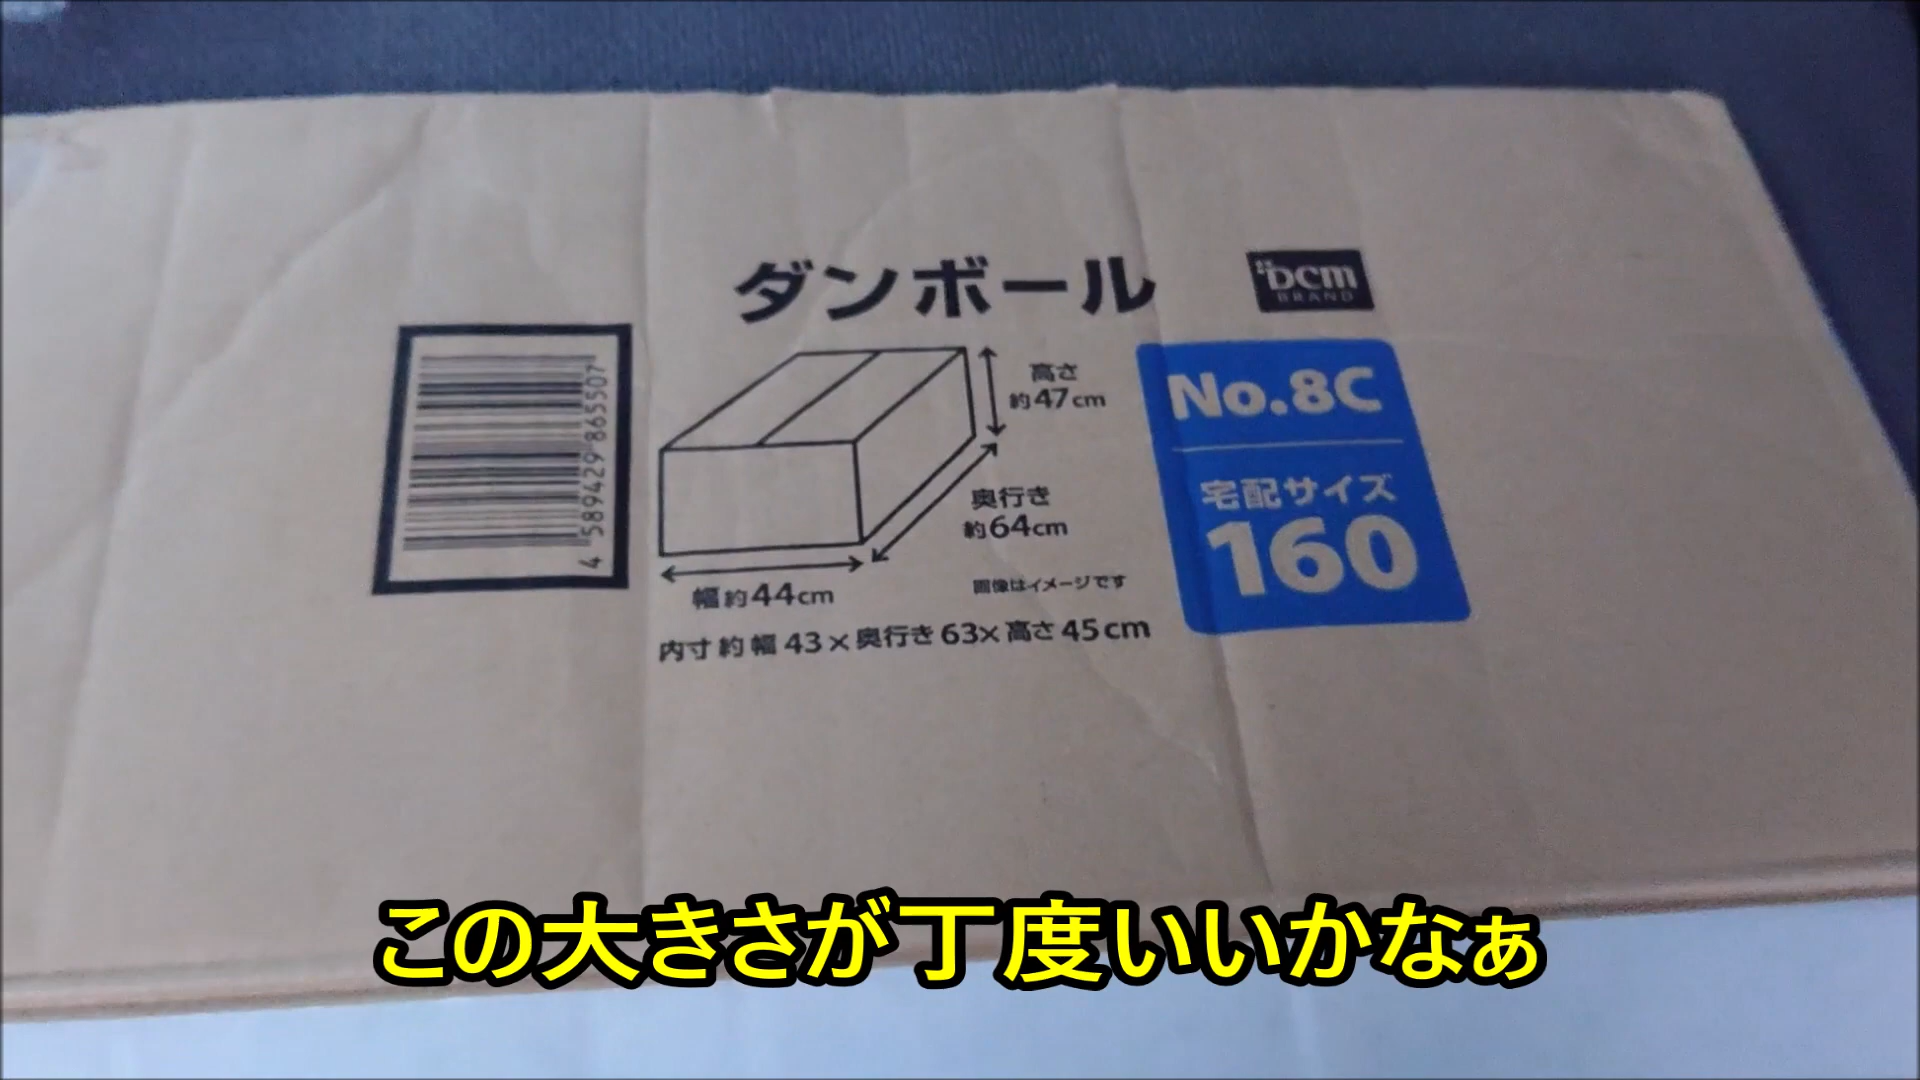 ダンボール
DCM
BRAND
4 589429 865507
高さ
約47cm
奥行き
約64cm
幅約44cm
画像はイメージです
内寸 約 幅 43×奥行き 63×高さ 45cm
No.8C
宅配サイズ
160
この大きさが丁度いいかなぁ